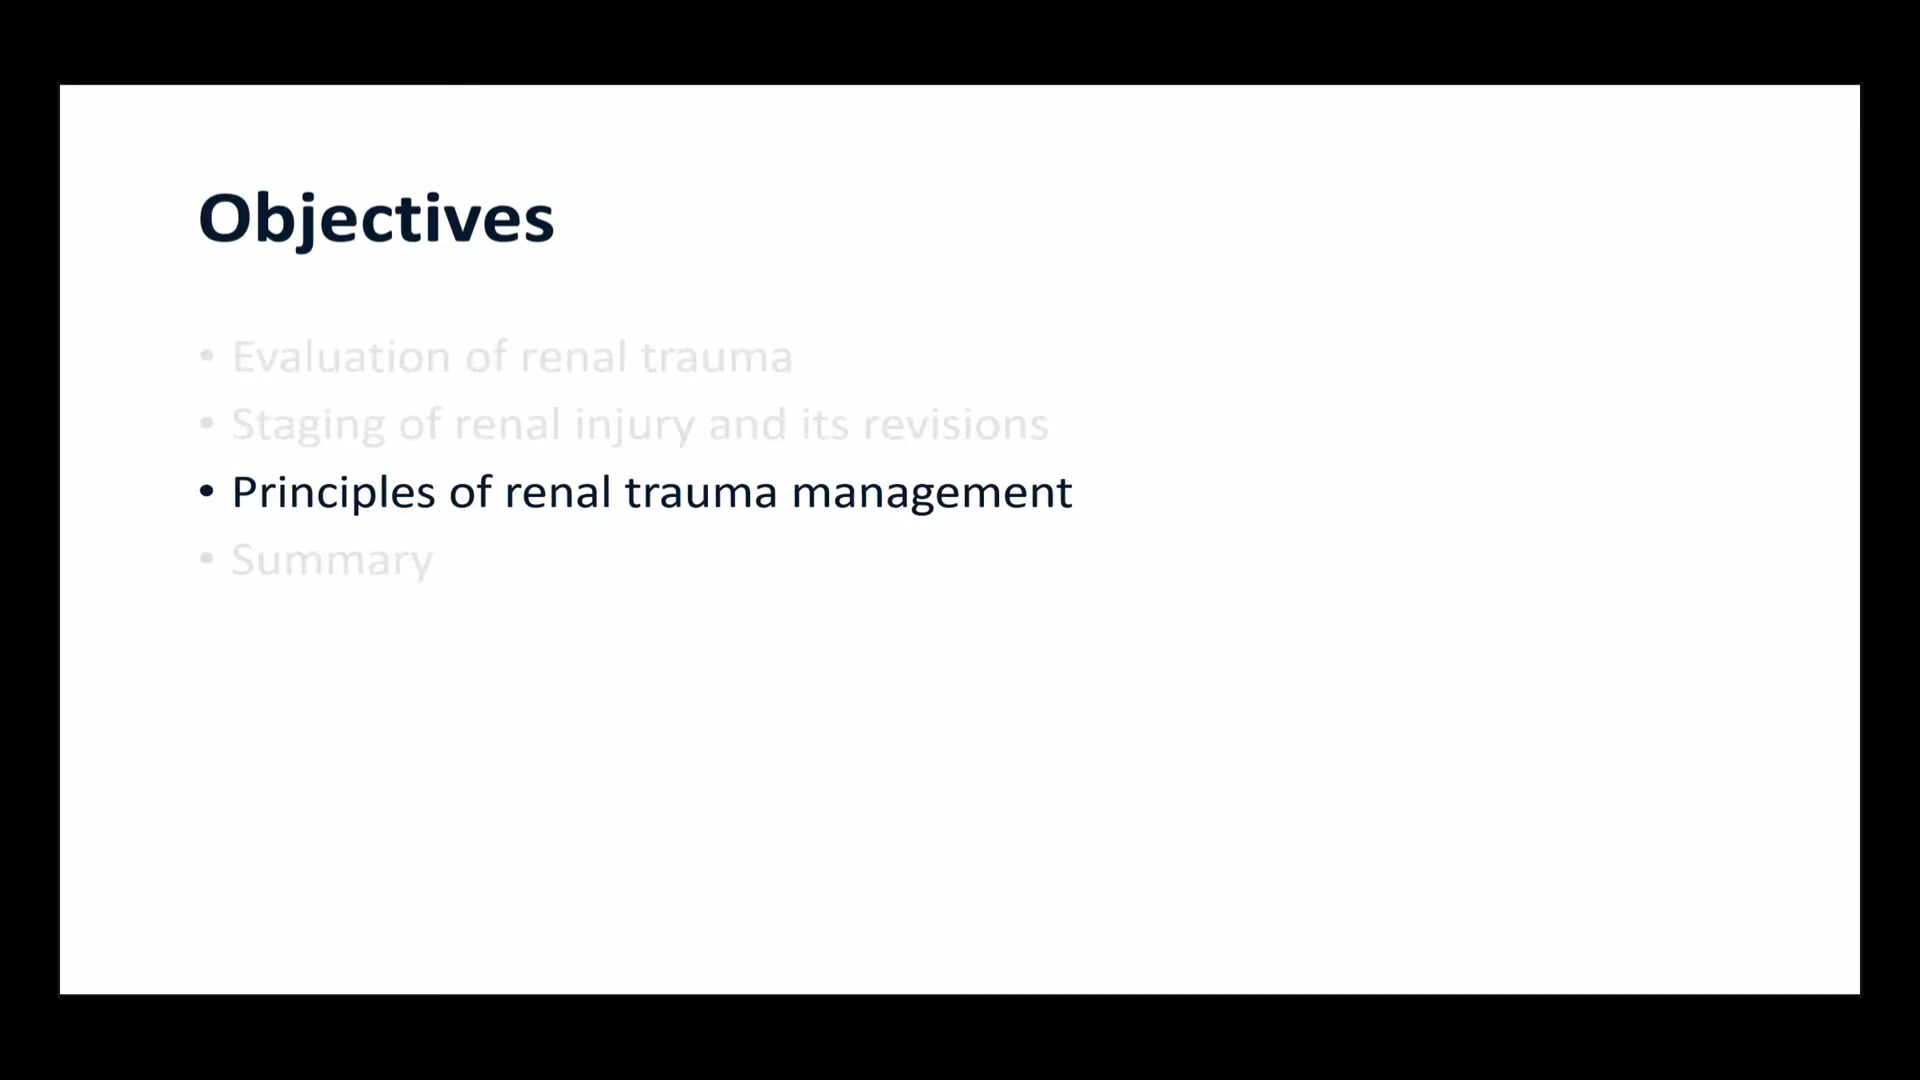 Objectives
• Evaluation of renal trauma
• Staging of renal injury and its revisions
• Principles of renal trauma management
• Summary